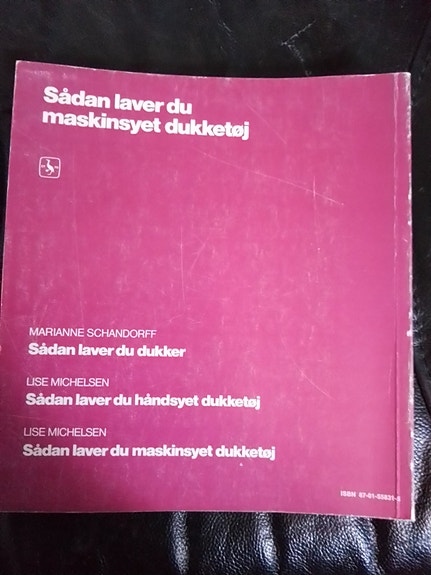 Sådan laver du
maskinsyet dukketøj
MARIANNE SCHANDORFF
Sådan laver du dukker
LISE MICHELSEN
Sådan laver du håndsyet dukketøj
LISE MICHELSEN
Sådan laver du maskinsyet dukketøj
ISBN